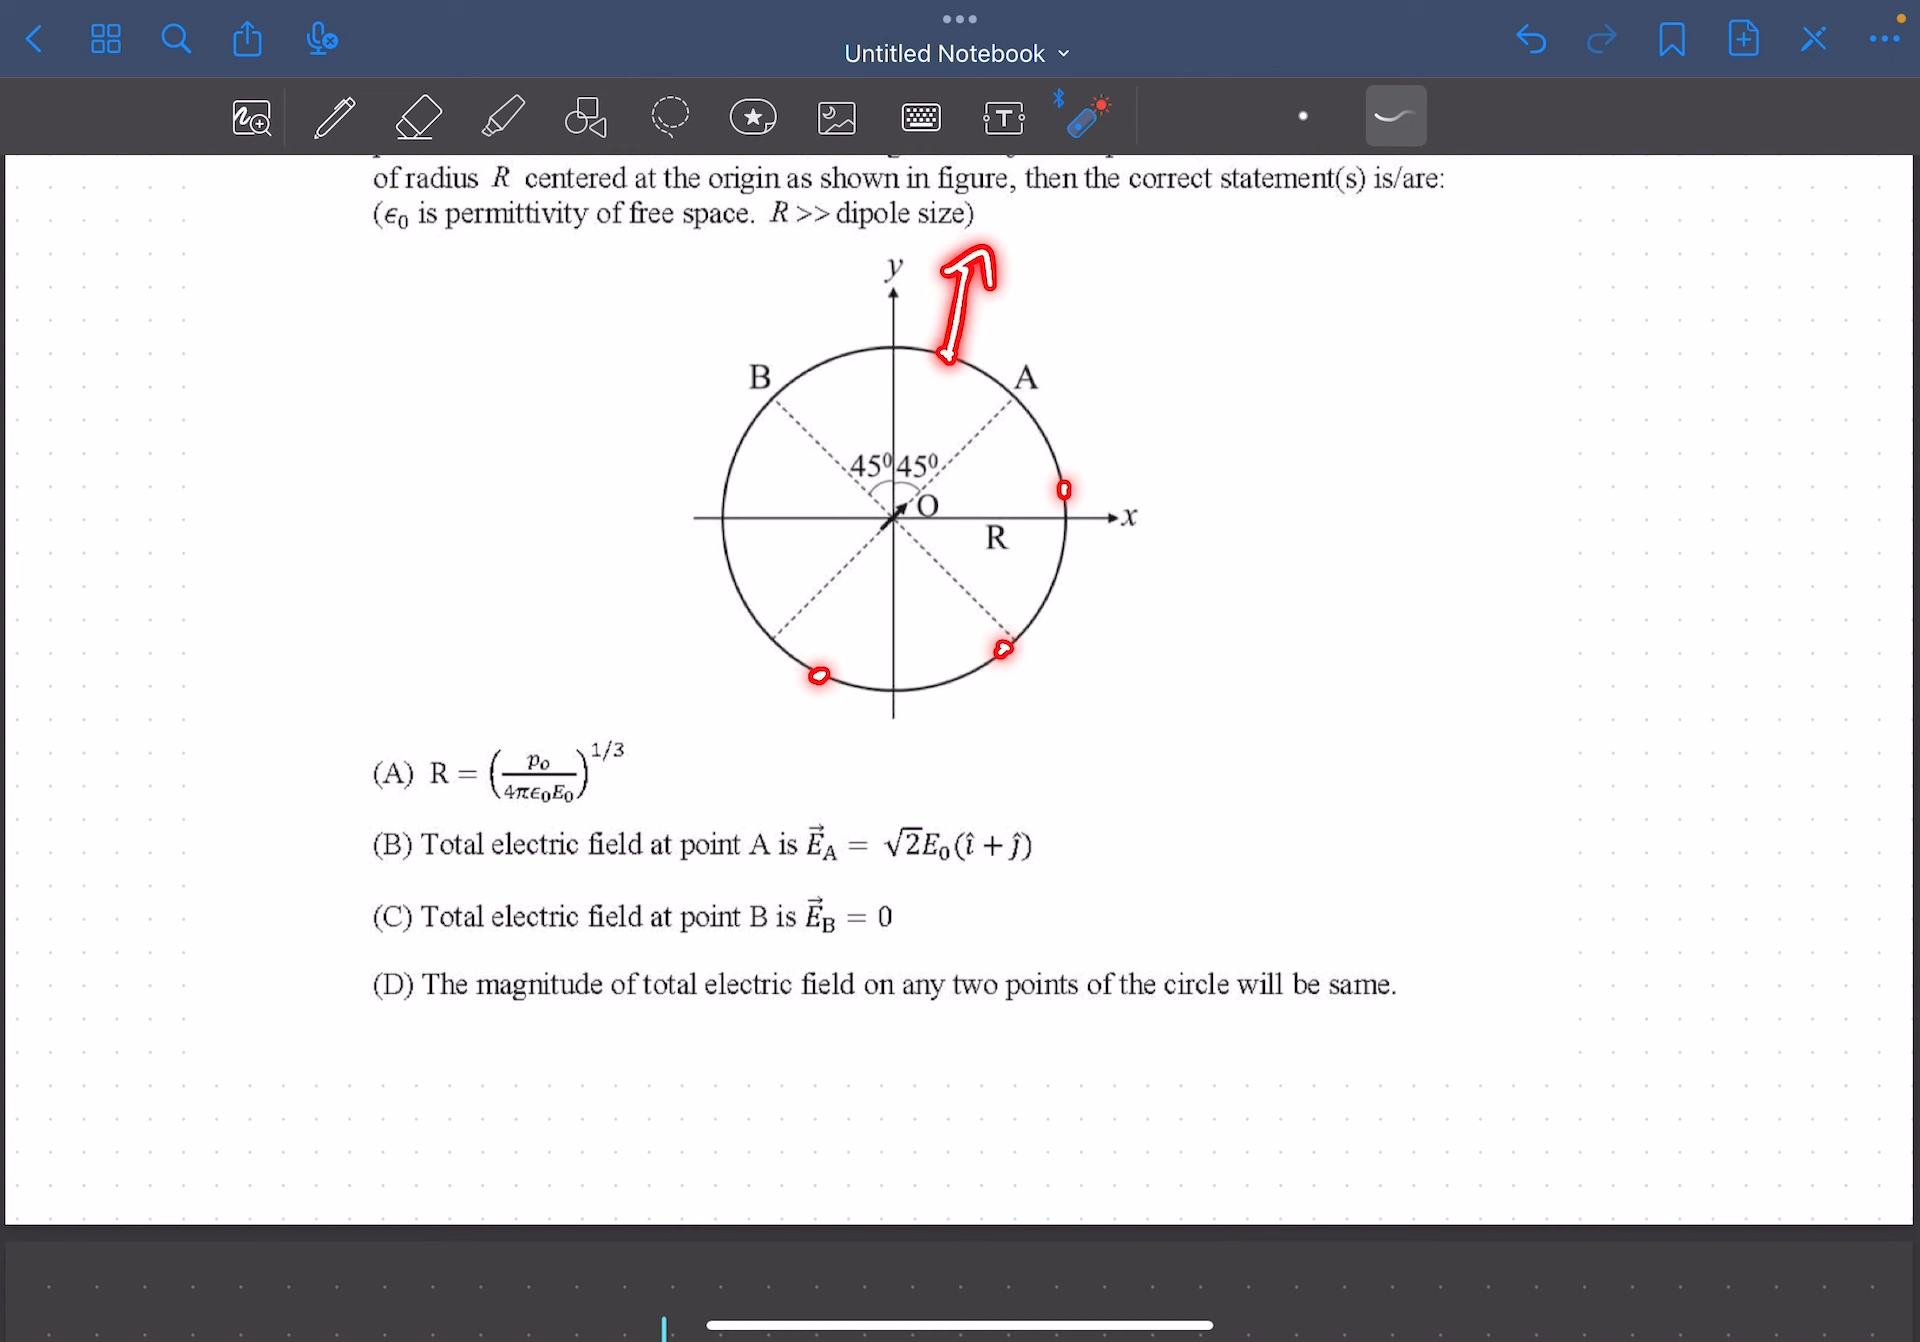 Untitled Notebook
T
of radius R centered at the origin as shown in figure, then the correct statement(s) is/are:
(ϵ₀ is permittivity of free space. R >> dipole size)
y
B
A
45⁰
45⁰
O
x
R
(A) R = (p₀/4πϵ₀E₀)^1/3
(B) Total electric field at point A is E⃗_A = √2E₀(î + ĵ)
(C) Total electric field at point B is E⃗_B = 0
(D) The magnitude of total electric field on any two points of the circle will be same.